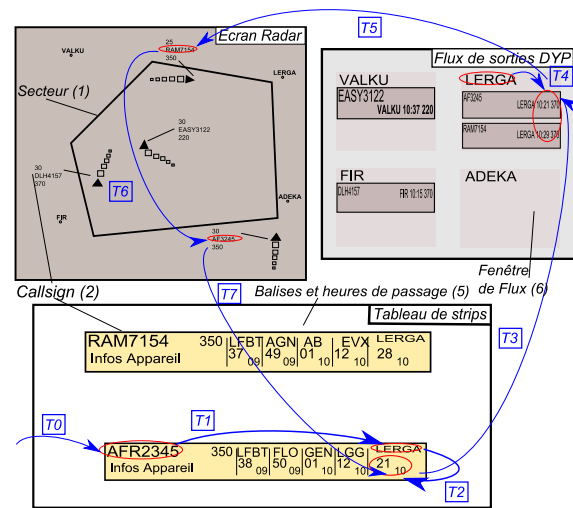 Ecran Radar
25
RAM7154
350
VALKU
LERGA
Secteur (1)
30
EASY3122
220
30
DLH4157
370
T6
ADEKA
FIR
30
AF3245
350
Callsign (2)
T5
Flux de sorties DYP
T4
VALKU
EASY3122
VALKU 10:37 220
LERGA
AF3245
LERGA 10:21 370
RAM7154
LERGA 10:29 370
FIR
DLH4157
FIR 10:15 370
ADEKA
Fenêtre
de Flux (6)
T7
Balises et heures de passage (5)
T3
Tableau de strips
RAM7154 350 LFBT AGN AB EVX LERGA
Infos Appareil 37 09 49 09 01 10 12 10 28 10
T0
T1
AFR2345 350 LFBT FLO GEN LGG LERGA
Infos Appareil 38 09 50 09 01 10 12 10 21 10
T2